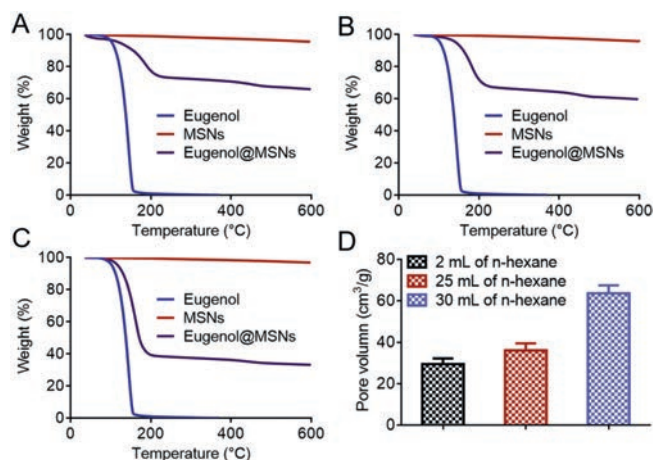 A
100
80
60
40
20
0
Weight (%)
Eugenol
MSNs
Eugenol@MSNs
0 200 400 600
Temperature (°C)
B
100
80
60
40
20
0
Weight (%)
Eugenol
MSNs
Eugenol@MSNs
0 200 400 600
Temperature (°C)
C
100
80
60
40
20
0
Weight (%)
Eugenol
MSNs
Eugenol@MSNs
0 200 400 600
Temperature (°C)
D
80
60
40
20
0
Pore volumn (cm³/g)
2 mL of n-hexane
25 mL of n-hexane
30 mL of n-hexane